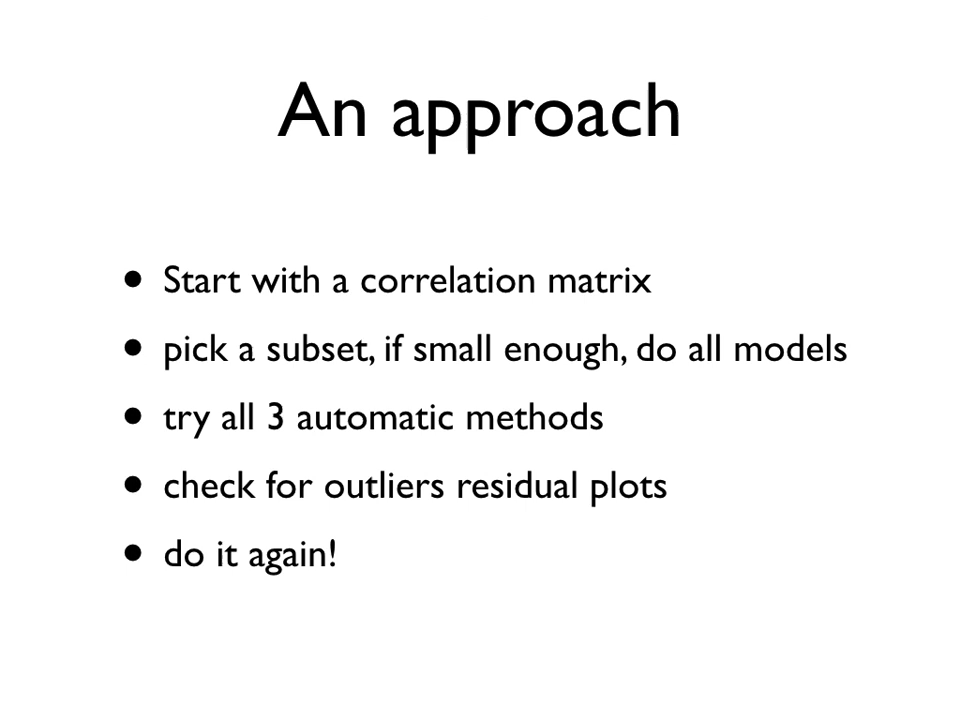 An approach
• Start with a correlation matrix
• pick a subset, if small enough, do all models
• try all 3 automatic methods
• check for outliers residual plots
• do it again!